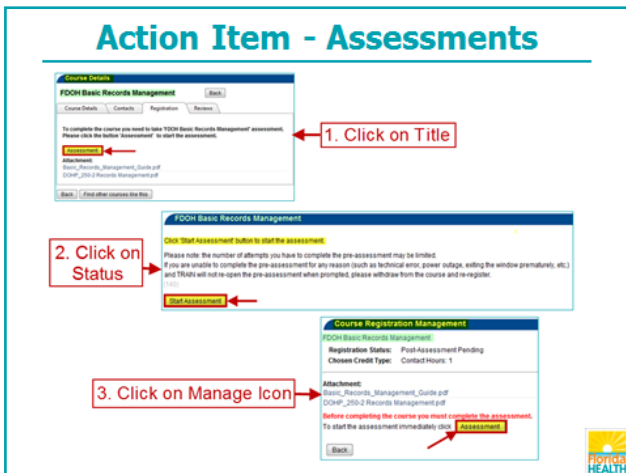 Action Item - Assessments
Course Details
FDOH Basic Records Management
Back
Course Details Contacts Registration Reviews
To complete the course you need to take 'FDOH Basic Records Management' assessment.
Please click the button 'Assessment' to start the assessment.
Assessment
Attachment:
Basic_Records_Management_Guide.pdf
DOHP_250-2 Records Management.pdf
Back Find other courses like this
1. Click on Title
FDOH Basic Records Management
Click 'Start Assessment' button to start the assessment.
Please note: the number of attempts you have to complete the pre-assessment may be limited.
If you are unable to complete the pre-assessment for any reason (such as technical error, power outage, exiting the window prematurely, etc.)
and TRAIN will not re-open the pre-assessment when prompted, please withdraw from the course and re-register.
(140)
Start Assessment
2. Click on
Status
Course Registration Management
FDOH Basic Records Management
Registration Status: Post-Assessment Pending
Chosen Credit Type: Contact Hours: 1
Attachment:
Basic_Records_Management_Guide.pdf
DOHP_250-2 Records Management.pdf
Before completing the course you must complete the assessment.
To start the assessment immediately click Assessment
Back
3. Click on Manage Icon
Florida
HEALTH